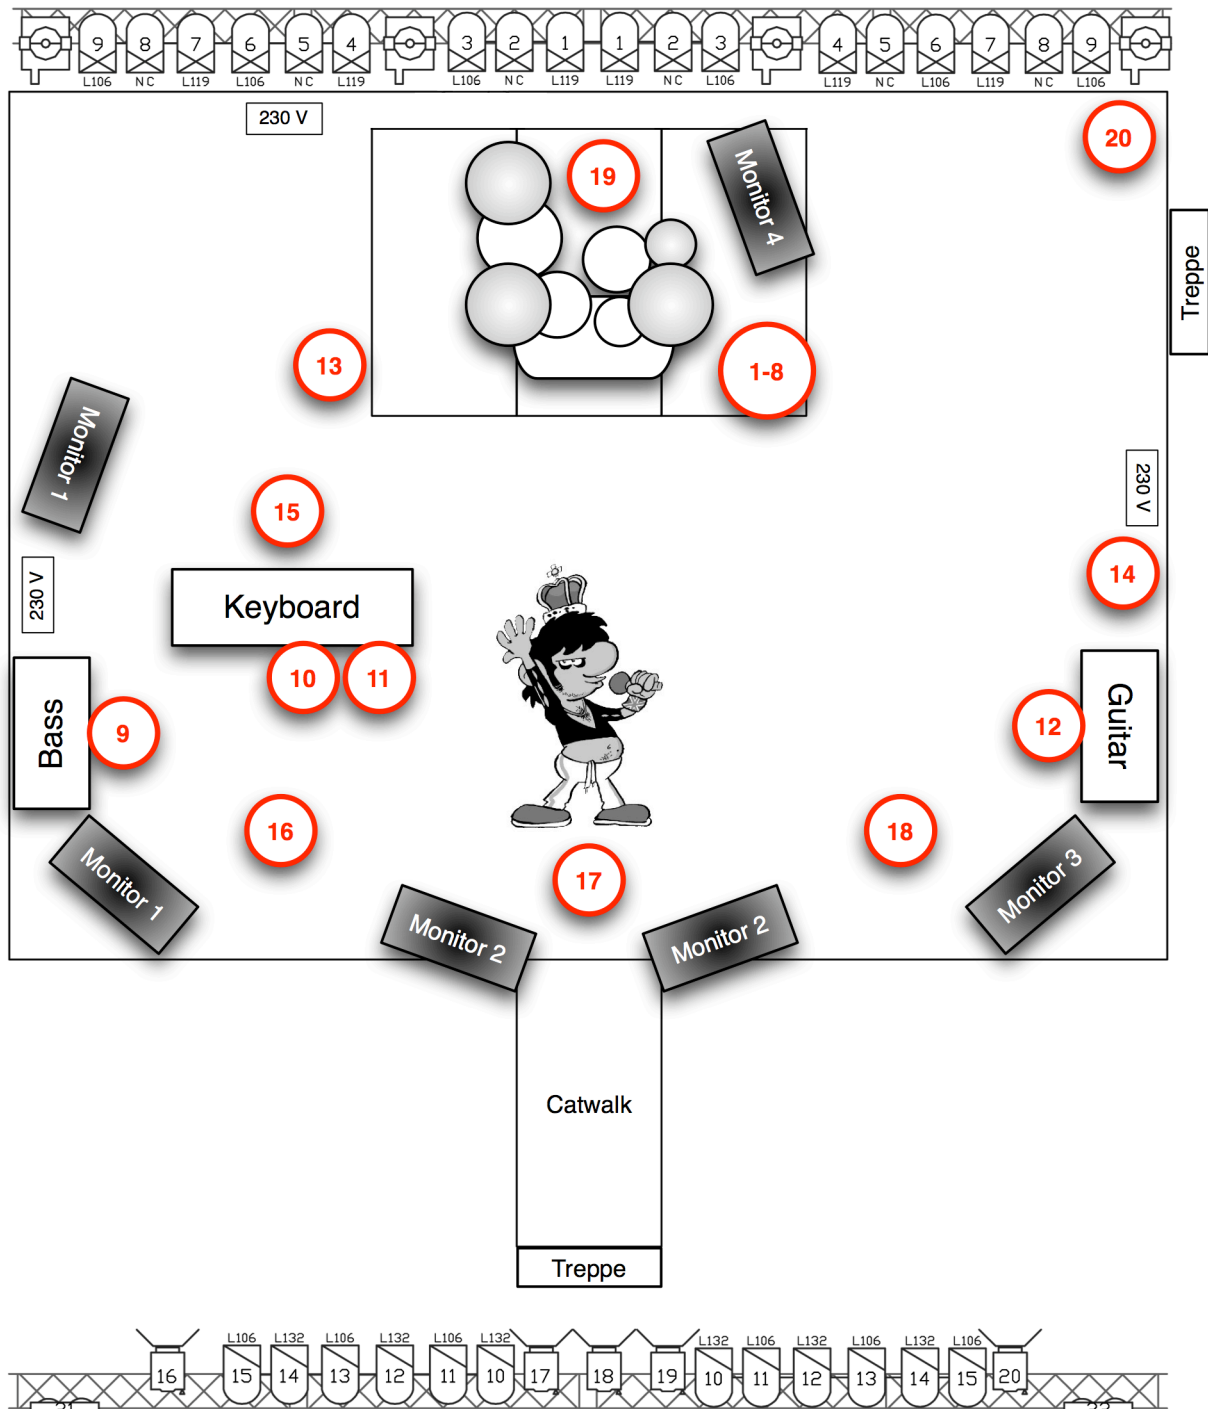 9 8 7 6 5 4 3 2 1 1 2 3 4 5 6 7 8 9
L106 NC L119 L106 NC L119 L106 NC L119 L119 NC L106 L119 NC L106 L119 NC L106
230 V
20
19
Monitor 4
Treppe
13
1-8
Monitor 1
230 V
15
14
230 V
Keyboard
10 11
Bass
9
12
Guitar
16
18
17
Monitor 1
Monitor 2
Monitor 2
Monitor 3
Catwalk
Treppe
L106 L132 L106 L132 L106 L132 L132 L106 L132 L106 L132 L106
16 15 14 13 12 11 10 17 18 19 10 11 12 13 14 15 20